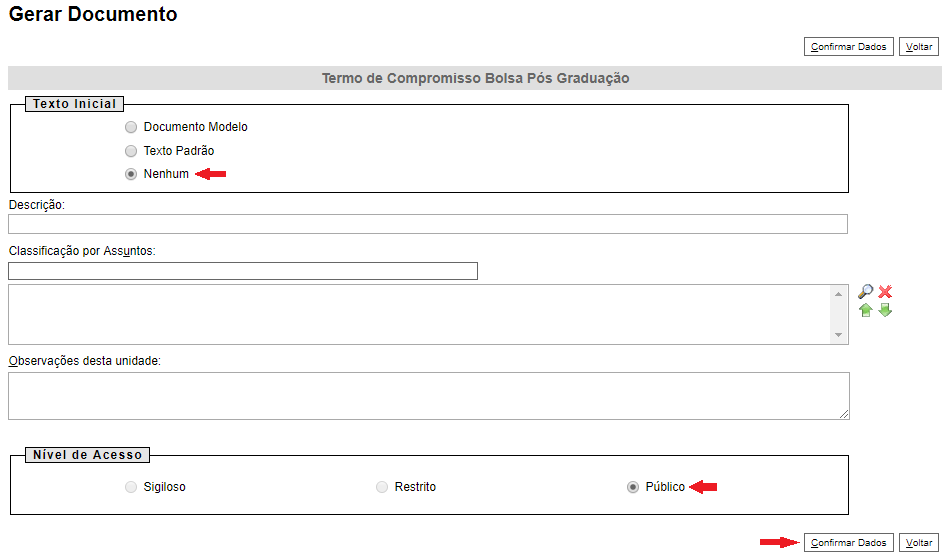 Gerar Documento
Confirmar Dados Voltar
Termo de Compromisso Bolsa Pós Graduação
Texto Inicial
Documento Modelo
Texto Padrão
Nenhum
Descrição:
Classificação por Assuntos:
Observações desta unidade:
Nível de Acesso
Sigiloso Restrito Público
Confirmar Dados Voltar